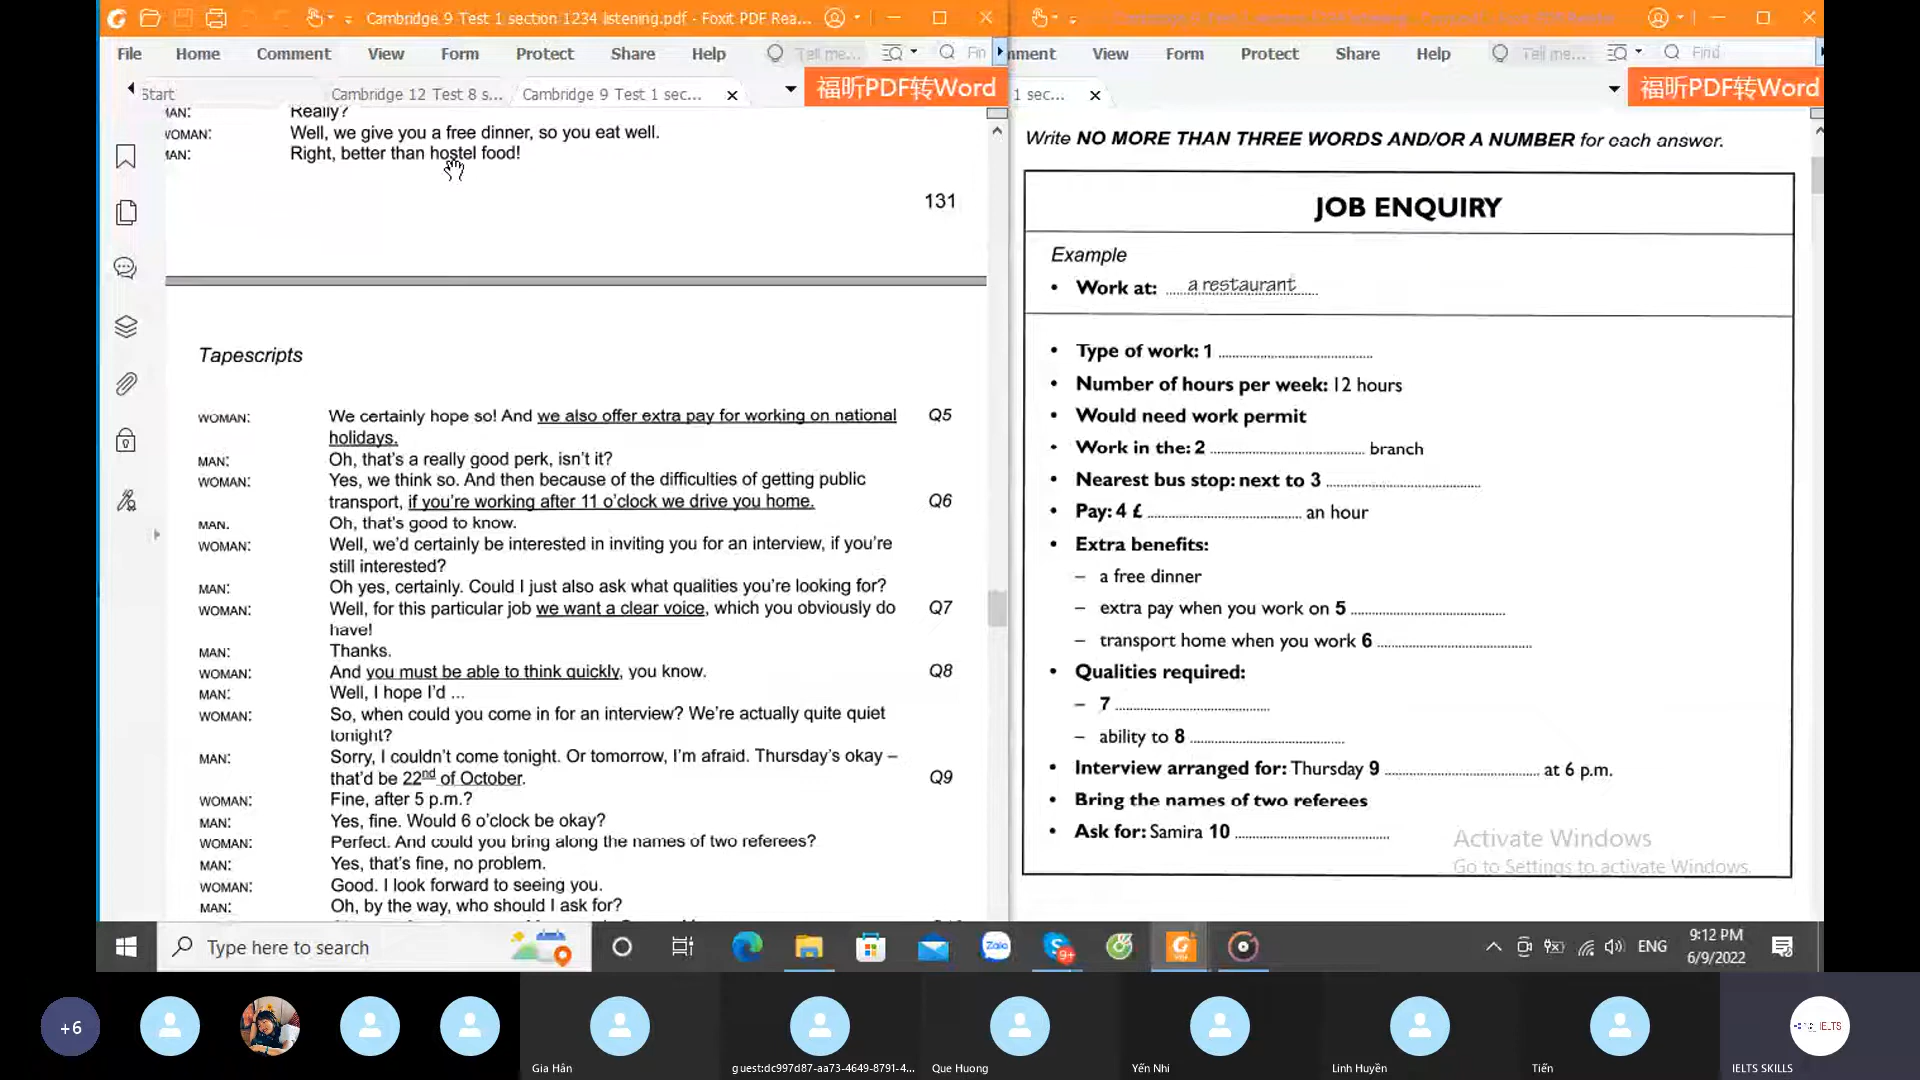 Cambridge 9 Test 1 section 1234 listening.pdf - Foxit PDF Rea...
File Home Comment View Form Protect Share Help Tell me... Fin
mment View Form Protect Share Help Tell me... Find
Start
Cambridge 12 Test 8 s...
Cambridge 9 Test 1 sec...
福昕PDF转Word
1 sec...
福昕PDF转Word
Really?
WOMAN: Well, we give you a free dinner, so you eat well.
MAN: Right, better than hostel food!
131
Tapescripts
WOMAN: We certainly hope so! And we also offer extra pay for working on national Q5
holidays.
MAN: Oh, that's a really good perk, isn't it?
WOMAN: Yes, we think so. And then because of the difficulties of getting public
transport, if you're working after 11 o'clock we drive you home. Q6
MAN. Oh, that's good to know.
WOMAN: Well, we'd certainly be interested in inviting you for an interview, if you're
still interested?
MAN: Oh yes, certainly. Could I just also ask what qualities you're looking for?
WOMAN: Well, for this particular job we want a clear voice, which you obviously do Q7
have!
MAN: Thanks.
WOMAN: And you must be able to think quickly, you know. Q8
MAN: Well, I hope I'd ...
WOMAN: So, when could you come in for an interview? We're actually quite quiet
tonight?
MAN: Sorry, I couldn't come tonight. Or tomorrow, I'm afraid. Thursday's okay –
that'd be 22nd of October. Q9
WOMAN: Fine, after 5 p.m.?
MAN: Yes, fine. Would 6 o'clock be okay?
WOMAN: Perfect. And could you bring along the names of two referees?
MAN: Yes, that's fine, no problem.
WOMAN: Good. I look forward to seeing you.
MAN: Oh, by the way, who should I ask for?
Write NO MORE THAN THREE WORDS AND/OR A NUMBER for each answer.
JOB ENQUIRY
Example
• Work at: a restaurant
• Type of work: 1
• Number of hours per week: 12 hours
• Would need work permit
• Work in the: 2 branch
• Nearest bus stop: next to 3
• Pay: 4 £ an hour
• Extra benefits:
– a free dinner
– extra pay when you work on 5
– transport home when you work 6
• Qualities required:
– 7
– ability to 8
• Interview arranged for: Thursday 9 at 6 p.m.
• Bring the names of two referees
• Ask for: Samira 10
Activate Windows
Go to Settings to activate Windows.
Type here to search
Zalo
9+
ENG
9:12 PM
6/9/2022
+6
Gia Hân
guest:dc997d87-aa73-4649-8791-4...
Que Huong
Yến Nhi
Linh Huyền
Tiến
IELTS
IELTS SKILLS